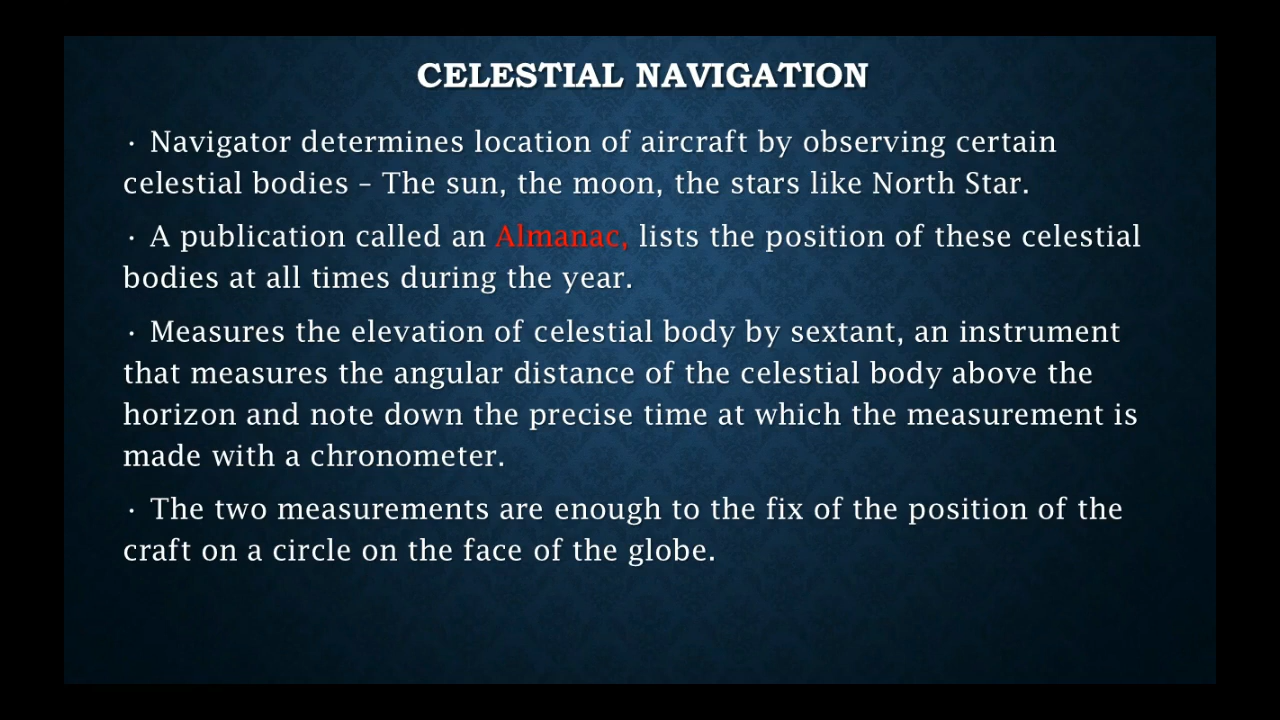 CELESTIAL NAVIGATION
· Navigator determines location of aircraft by observing certain
celestial bodies – The sun, the moon, the stars like North Star.
· A publication called an Almanac, lists the position of these celestial
bodies at all times during the year.
· Measures the elevation of celestial body by sextant, an instrument
that measures the angular distance of the celestial body above the
horizon and note down the precise time at which the measurement is
made with a chronometer.
· The two measurements are enough to the fix of the position of the
craft on a circle on the face of the globe.